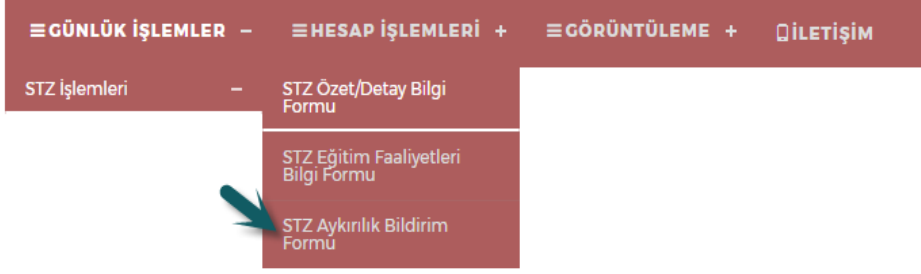 GÜNLÜK İŞLEMLER – HESAP İŞLEMLERİ + GÖRÜNTÜLEME + İLETİŞİM
STZ İşlemleri –
STZ Özet/Detay Bilgi
Formu
STZ Eğitim Faaliyetleri
Bilgi Formu
STZ Aykırılık Bildirim
Formu